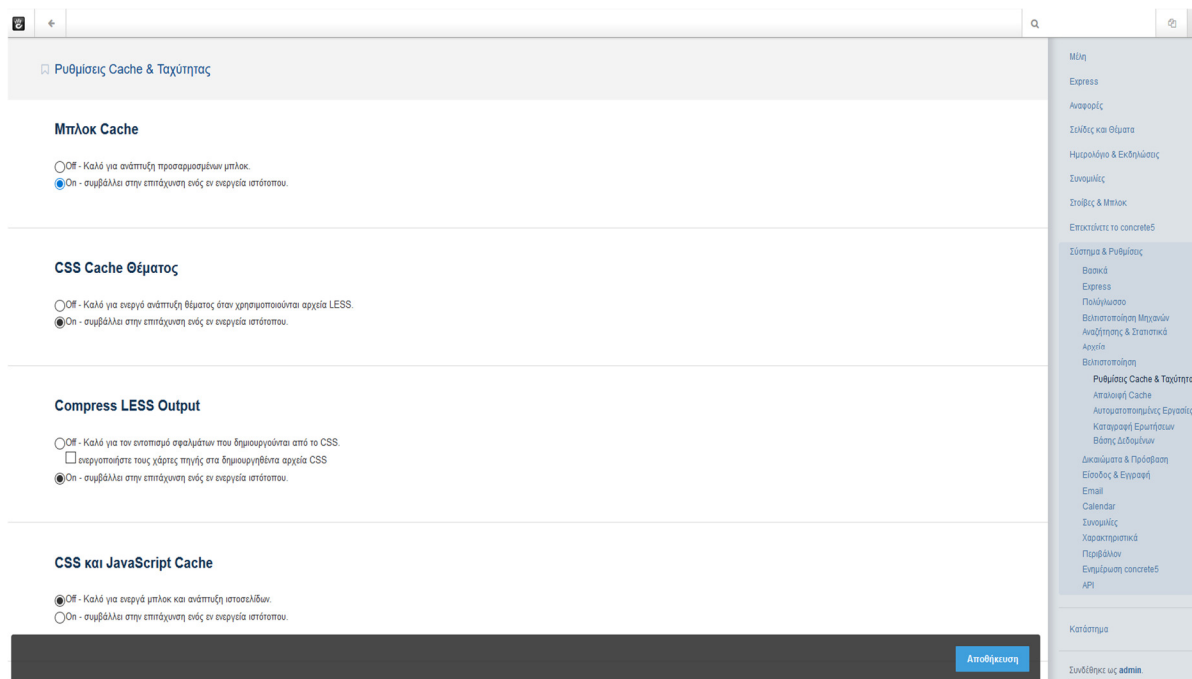 Ρυθμίσεις Cache & Ταχύτητας
Μπλοκ Cache
Off - Καλό για ανάπτυξη προσαρμοσμένων μπλοκ.
On - συμβάλλει στην επιτάχυνση ενός εν ενεργεία ιστότοπου.
CSS Cache Θέματος
Off - Καλό για ενεργό ανάπτυξη θέματος όταν χρησιμοποιούνται αρχεία LESS.
On - συμβάλλει στην επιτάχυνση ενός εν ενεργεία ιστότοπου.
Compress LESS Output
Off - Καλό για τον εντοπισμό σφαλμάτων που δημιουργούνται από το CSS.
ενεργοποιήστε τους χάρτες πηγής στα δημιουργηθέντα αρχεία CSS
On - συμβάλλει στην επιτάχυνση ενός εν ενεργεία ιστότοπου.
CSS και JavaScript Cache
Off - Καλό για ενεργά μπλοκ και ανάπτυξη ιστοσελίδων.
On - συμβάλλει στην επιτάχυνση ενός εν ενεργεία ιστότοπου.
Αποθήκευση
Μέλη
Express
Αναφορές
Σελίδες και Θέματα
Ημερολόγιο & Εκδηλώσεις
Συνομιλίες
Στοίβες & Μπλοκ
Επεκτείνετε το concrete5
Σύστημα & Ρυθμίσεις
Βασικά
Express
Πολύγλωσσο
Βελτιστοποίηση Μηχανών
Αναζήτησης & Στατιστικά
Αρχεία
Βελτιστοποίηση
Ρυθμίσεις Cache & Ταχύτητα
Απαλοιφή Cache
Αυτοματοποιημένες Εργασίες
Καταγραφή Ερωτήσεων
Βάσης Δεδομένων
Δικαιώματα & Πρόσβαση
Είσοδος & Εγγραφή
Email
Calendar
Συνομιλίες
Χαρακτηριστικά
Περιβάλλον
Ενημέρωση concrete5
API
Κατάστημα
Συνδέθηκε ως admin.